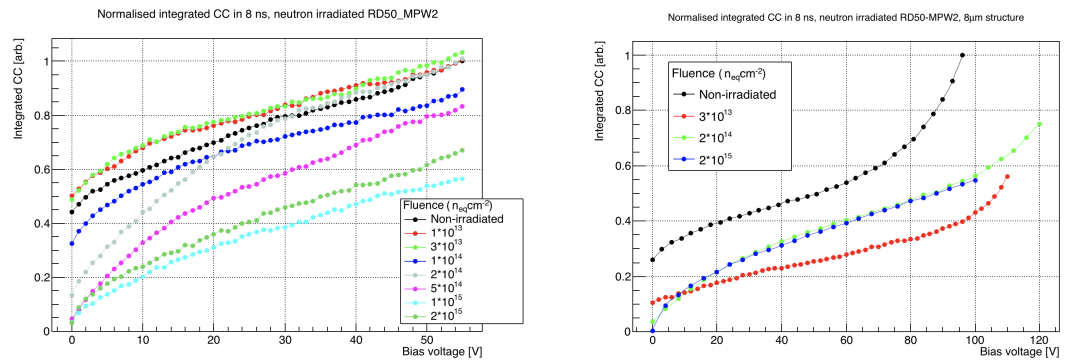 Normalised integrated CC in 8 ns, neutron irradiated RD50_MPW2
Integrated CC [arb.]
1
0.8
0.6
0.4
0.2
0
0 10 20 30 40 50
Bias voltage [V]
Fluence ( n_eq cm^-2)
Non-irradiated
1*10^13
3*10^13
1*10^14
2*10^14
5*10^14
1*10^15
2*10^15
Normalised integrated CC in 8 ns, neutron irradiated RD50-MPW2, 8μm structure
Integrated CC [arb.]
1
0.8
0.6
0.4
0.2
0
0 20 40 60 80 100 120
Bias voltage [V]
Fluence ( n_eq cm^-2)
Non-irradiated
3*10^13
2*10^14
2*10^15